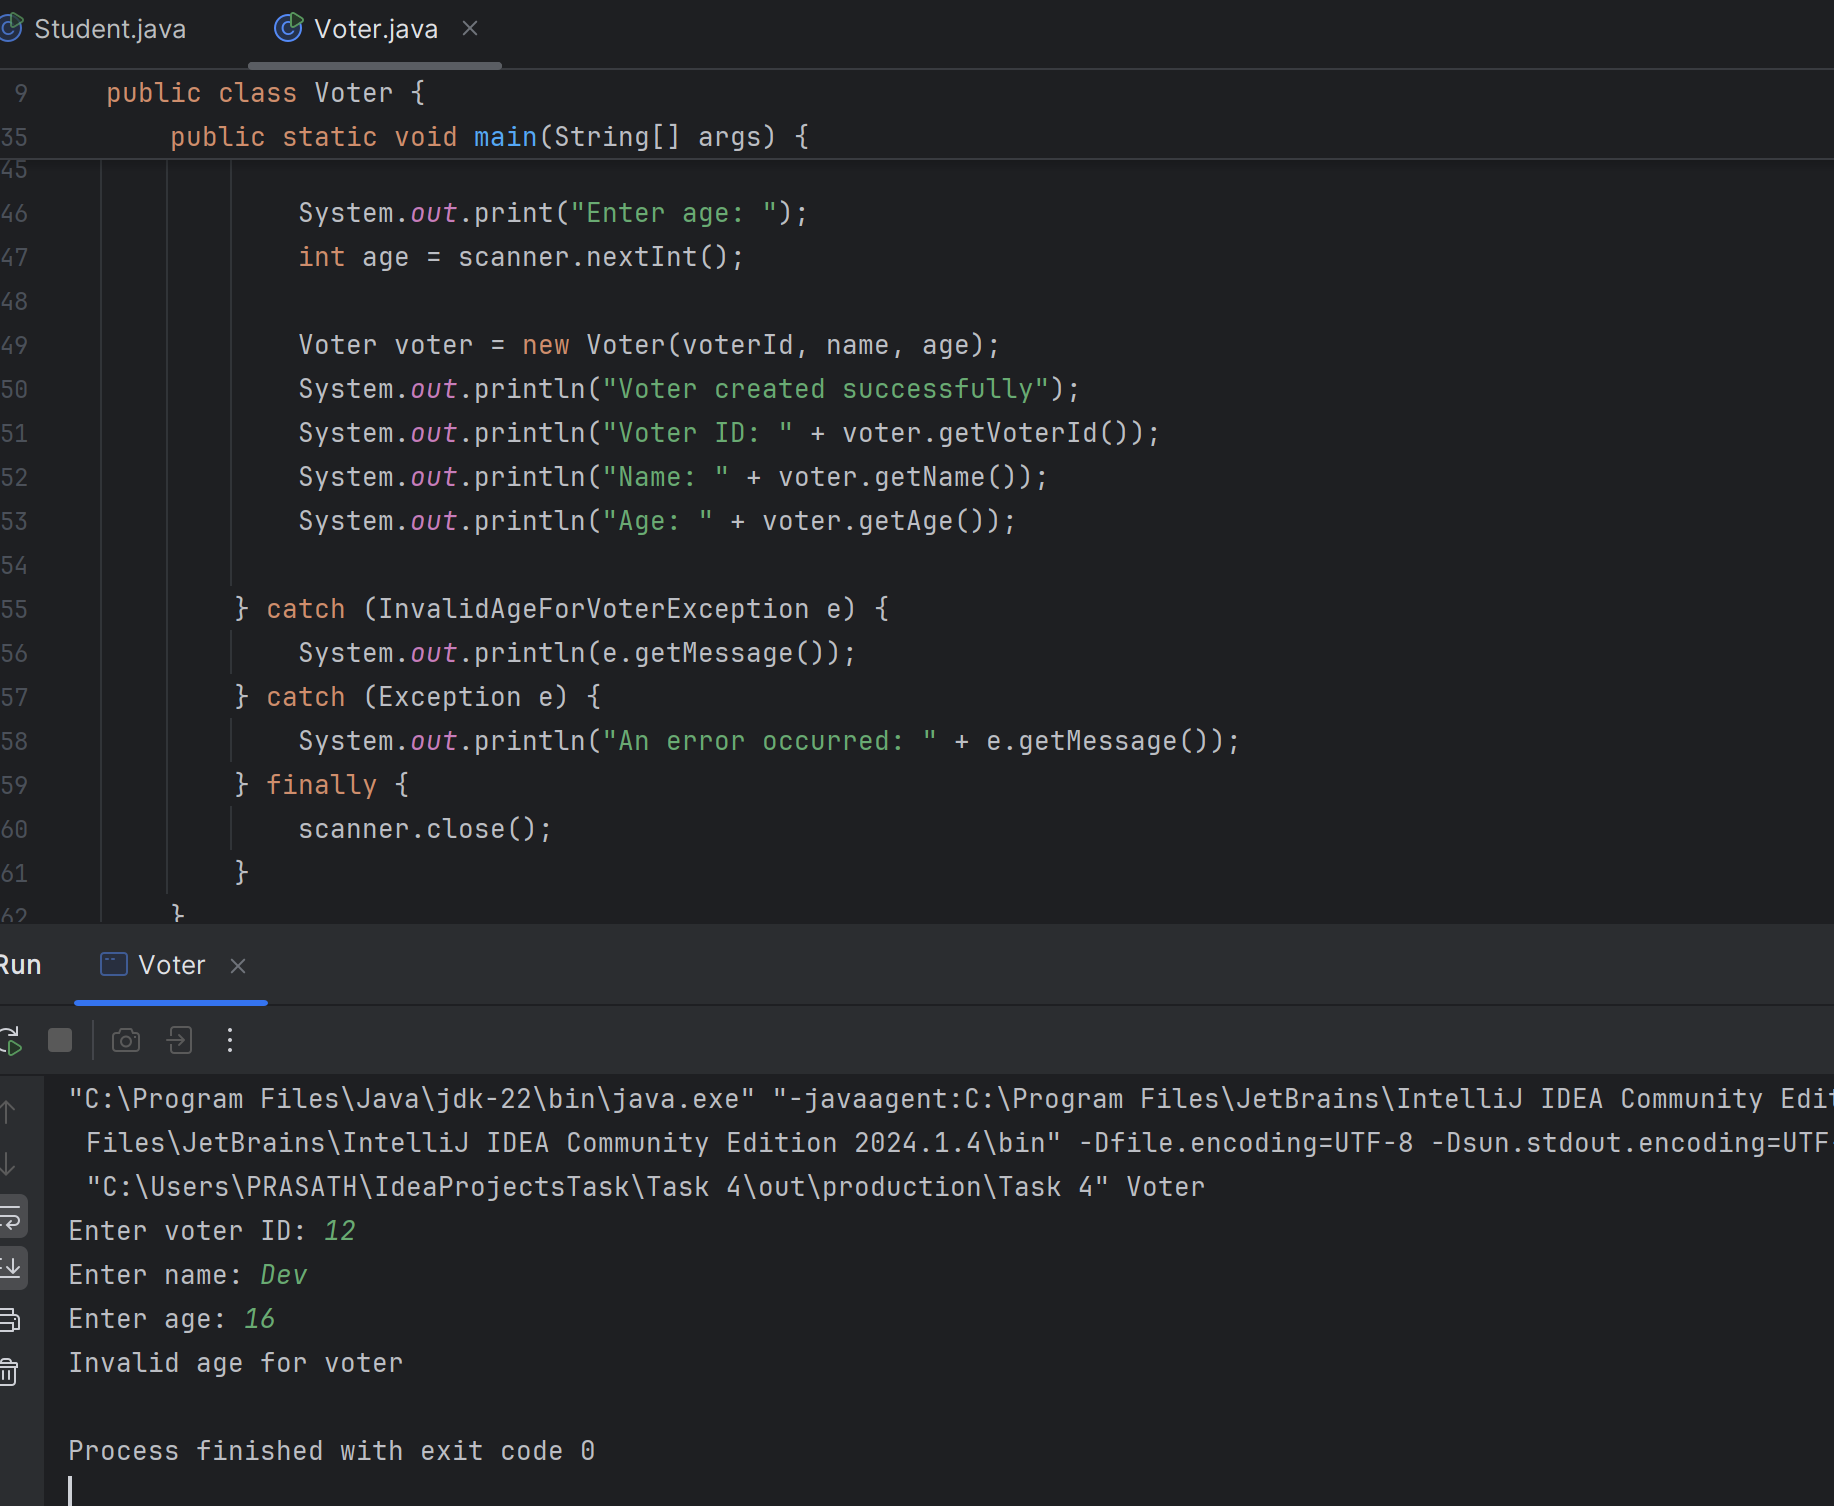 Student.java
Voter.java
9 public class Voter {
35 public static void main(String[] args) {
45
46 System.out.print("Enter age: ");
47 int age = scanner.nextInt();
48
49 Voter voter = new Voter(voterId, name, age);
50 System.out.println("Voter created successfully");
51 System.out.println("Voter ID: " + voter.getVoterId());
52 System.out.println("Name: " + voter.getName());
53 System.out.println("Age: " + voter.getAge());
54
55 } catch (InvalidAgeForVoterException e) {
56 System.out.println(e.getMessage());
57 } catch (Exception e) {
58 System.out.println("An error occurred: " + e.getMessage());
59 } finally {
60 scanner.close();
61 }
62 }
Run Voter
"C:\Program Files\Java\jdk-22\bin\java.exe" "-javaagent:C:\Program Files\JetBrains\IntelliJ IDEA Community Edit
Files\JetBrains\IntelliJ IDEA Community Edition 2024.1.4\bin" -Dfile.encoding=UTF-8 -Dsun.stdout.encoding=UTF-
"C:\Users\PRASATH\IdeaProjectsTask\Task 4\out\production\Task 4" Voter
Enter voter ID: 12
Enter name: Dev
Enter age: 16
Invalid age for voter
Process finished with exit code 0